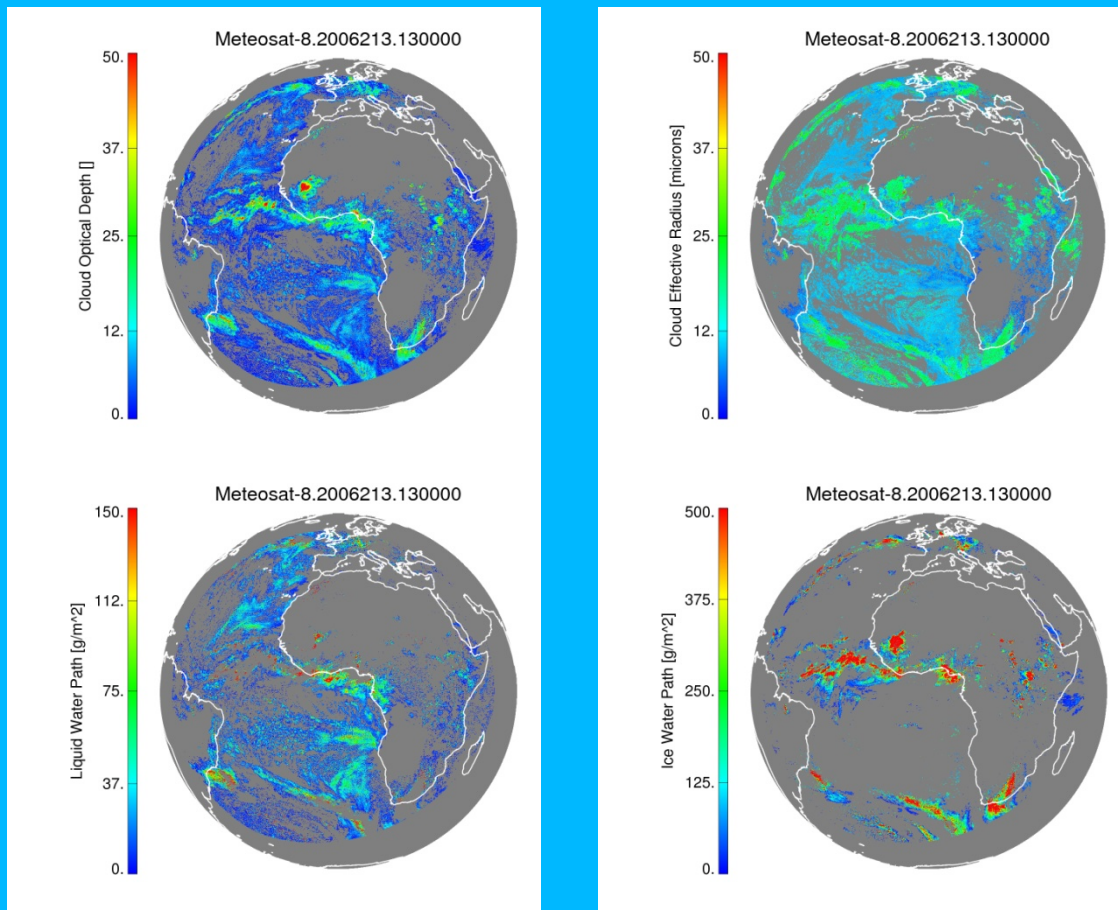 Meteosat-8.2006213.130000
50.
37.
25.
12.
0.
Cloud Optical Depth []
Meteosat-8.2006213.130000
50.
37.
25.
12.
0.
Cloud Effective Radius [microns]
Meteosat-8.2006213.130000
150.
112.
75.
37.
0.
Liquid Water Path [g/m^2]
Meteosat-8.2006213.130000
500.
375.
250.
125.
0.
Ice Water Path [g/m^2]